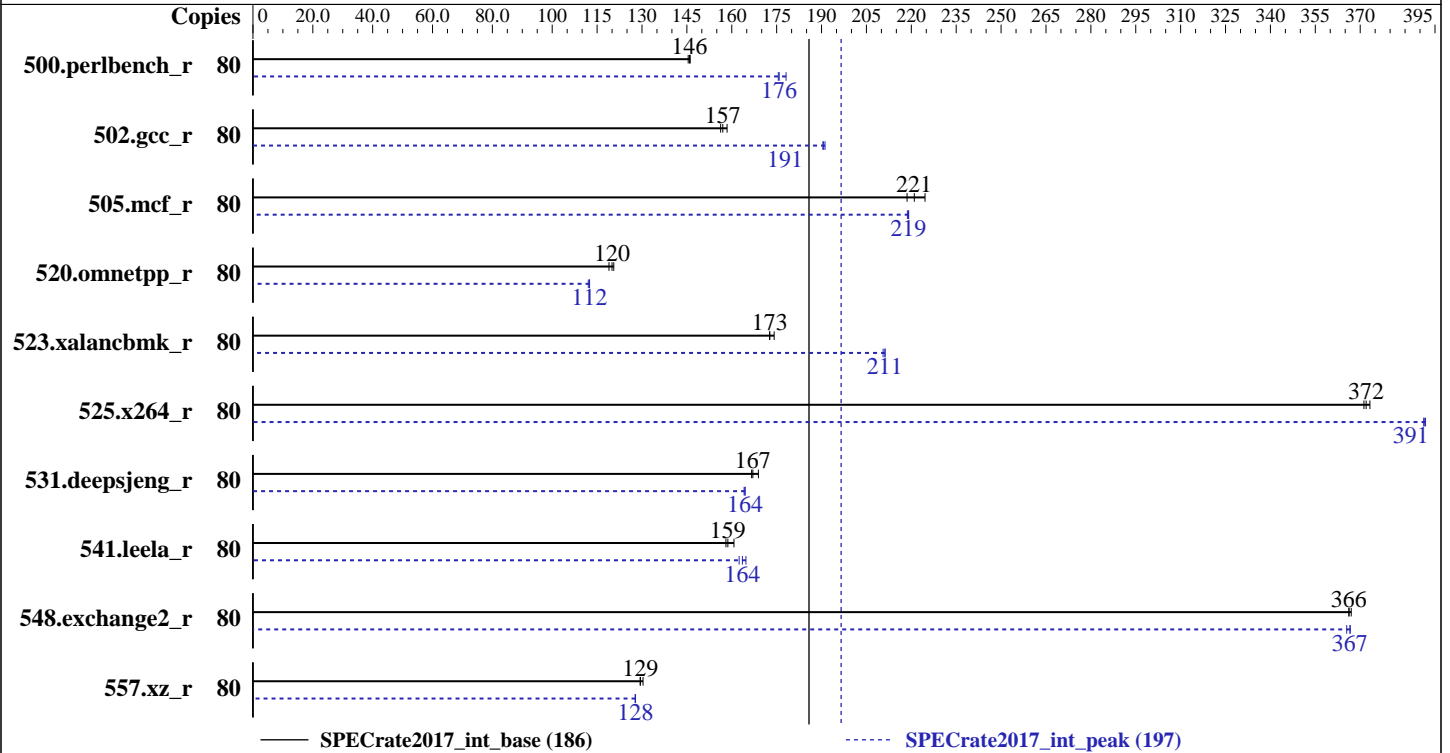 Copies 0 20.0 40.0 60.0 80.0 100 115 130 145 160 175 190 205 220 235 250 265 280 295 310 325 340 355 370 395
146
500.perlbench_r 80
176
157
502.gcc_r 80
191
221
505.mcf_r 80
219
120
520.omnetpp_r 80
112
173
523.xalancbmk_r 80
211
372
525.x264_r 80
391
167
531.deepsjeng_r 80
164
159
541.leela_r 80
164
366
548.exchange2_r 80
367
129
557.xz_r 80
128
SPECrate2017_int_base (186) SPECrate2017_int_peak (197)